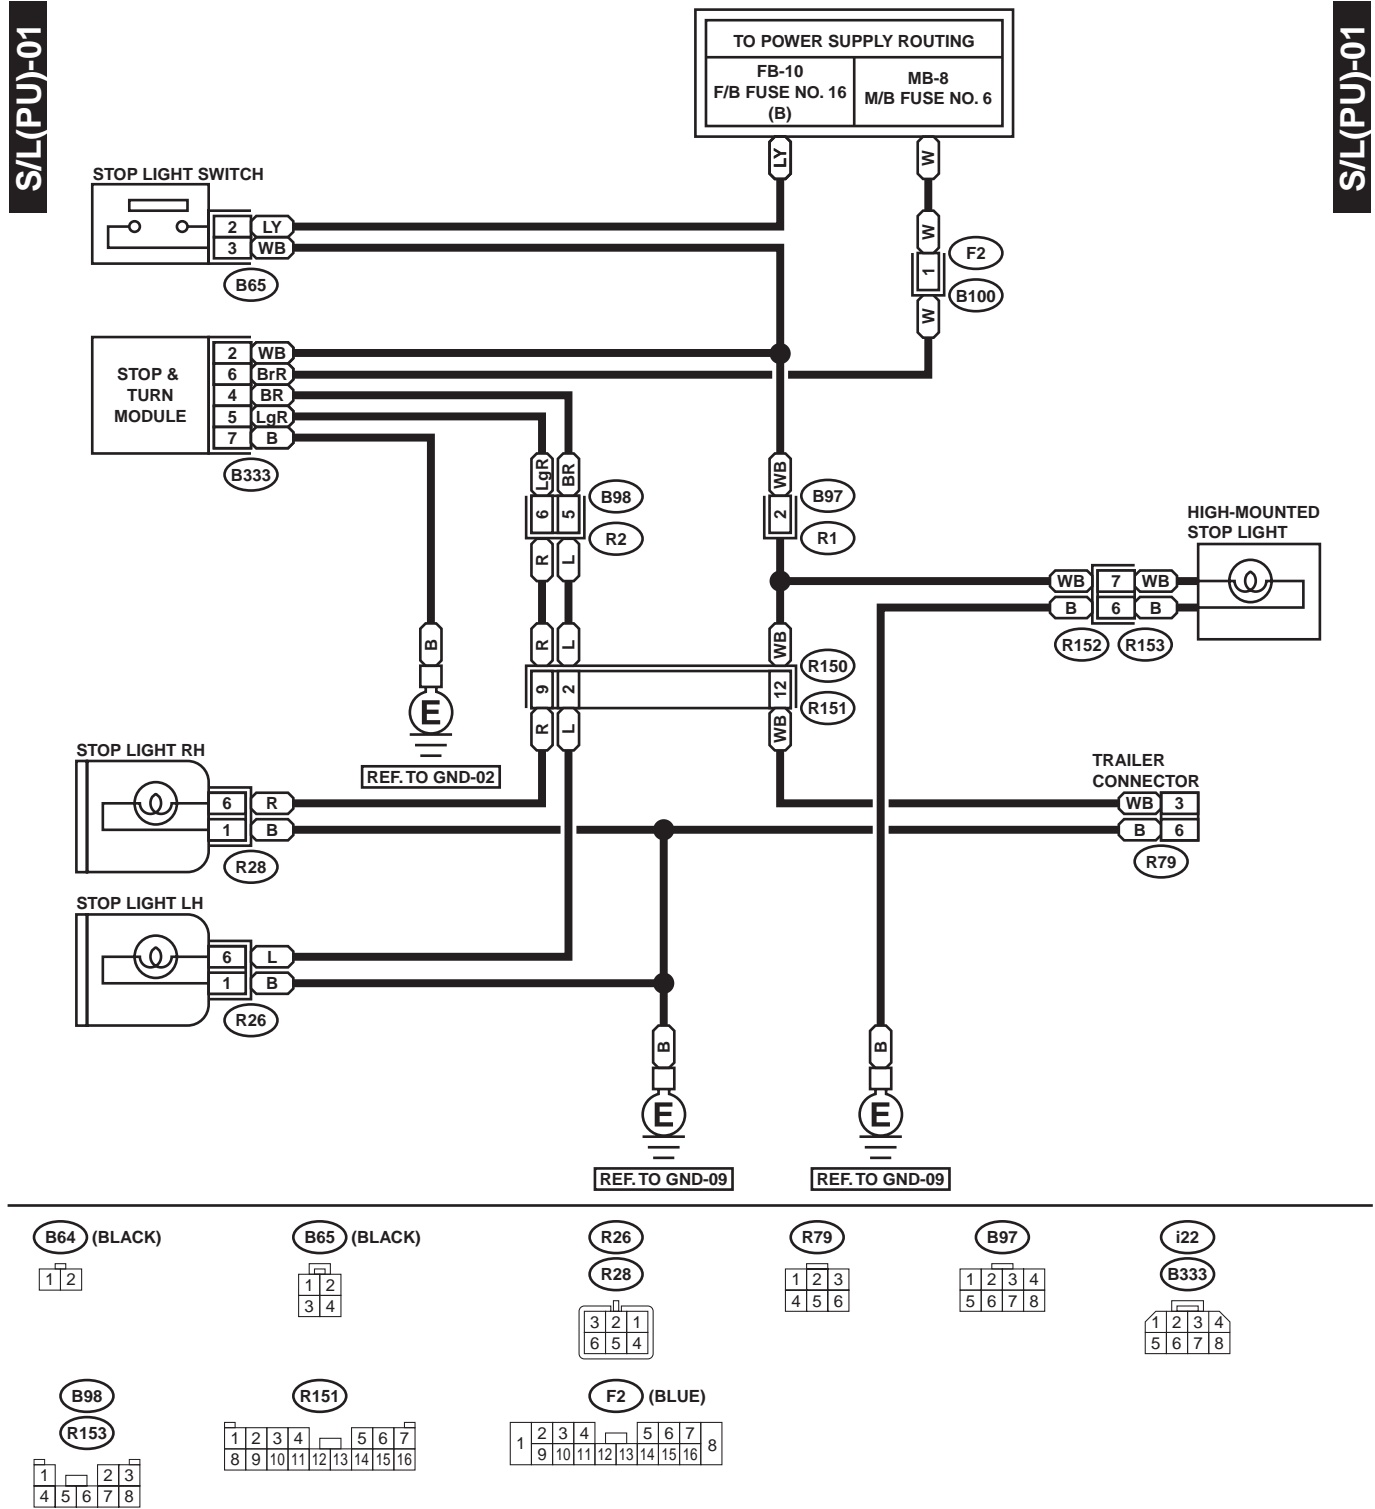 S/L(PU)-01
S/L(PU)-01
TO POWER SUPPLY ROUTING
FB-10
F/B FUSE NO. 16
(B)
MB-8
M/B FUSE NO. 6
LY
W
STOP LIGHT SWITCH
2 LY
3 WB
B65
W
1
W
F2
B100
STOP &
TURN
MODULE
2 WB
6 BrR
4 BR
5 LgR
7 B
B333
LgR BR
6 5
R L
B98
R2
WB
2
B97
R1
HIGH-MOUNTED
STOP LIGHT
WB 7 WB
B 6 B
R152 R153
B
E
REF. TO GND-02
R L WB
9 2 12
R L WB
R150
R151
STOP LIGHT RH
6 R
1 B
R28
TRAILER
CONNECTOR
WB 3
B 6
R79
STOP LIGHT LH
6 L
1 B
R26
B
E
REF. TO GND-09
B
E
REF. TO GND-09
B64 (BLACK)
1 2
B65 (BLACK)
1 2
3 4
R26
R28
3 2 1
6 5 4
R79
1 2 3
4 5 6
B97
1 2 3 4
5 6 7 8
i22
B333
1 2 3 4
5 6 7 8
B98
R153
1 2 3
4 5 6 7 8
R151
1 2 3 4 5 6 7
8 9 10 11 12 13 14 15 16
F2 (BLUE)
1 2 3 4 5 6 7 8
9 10 11 12 13 14 15 16